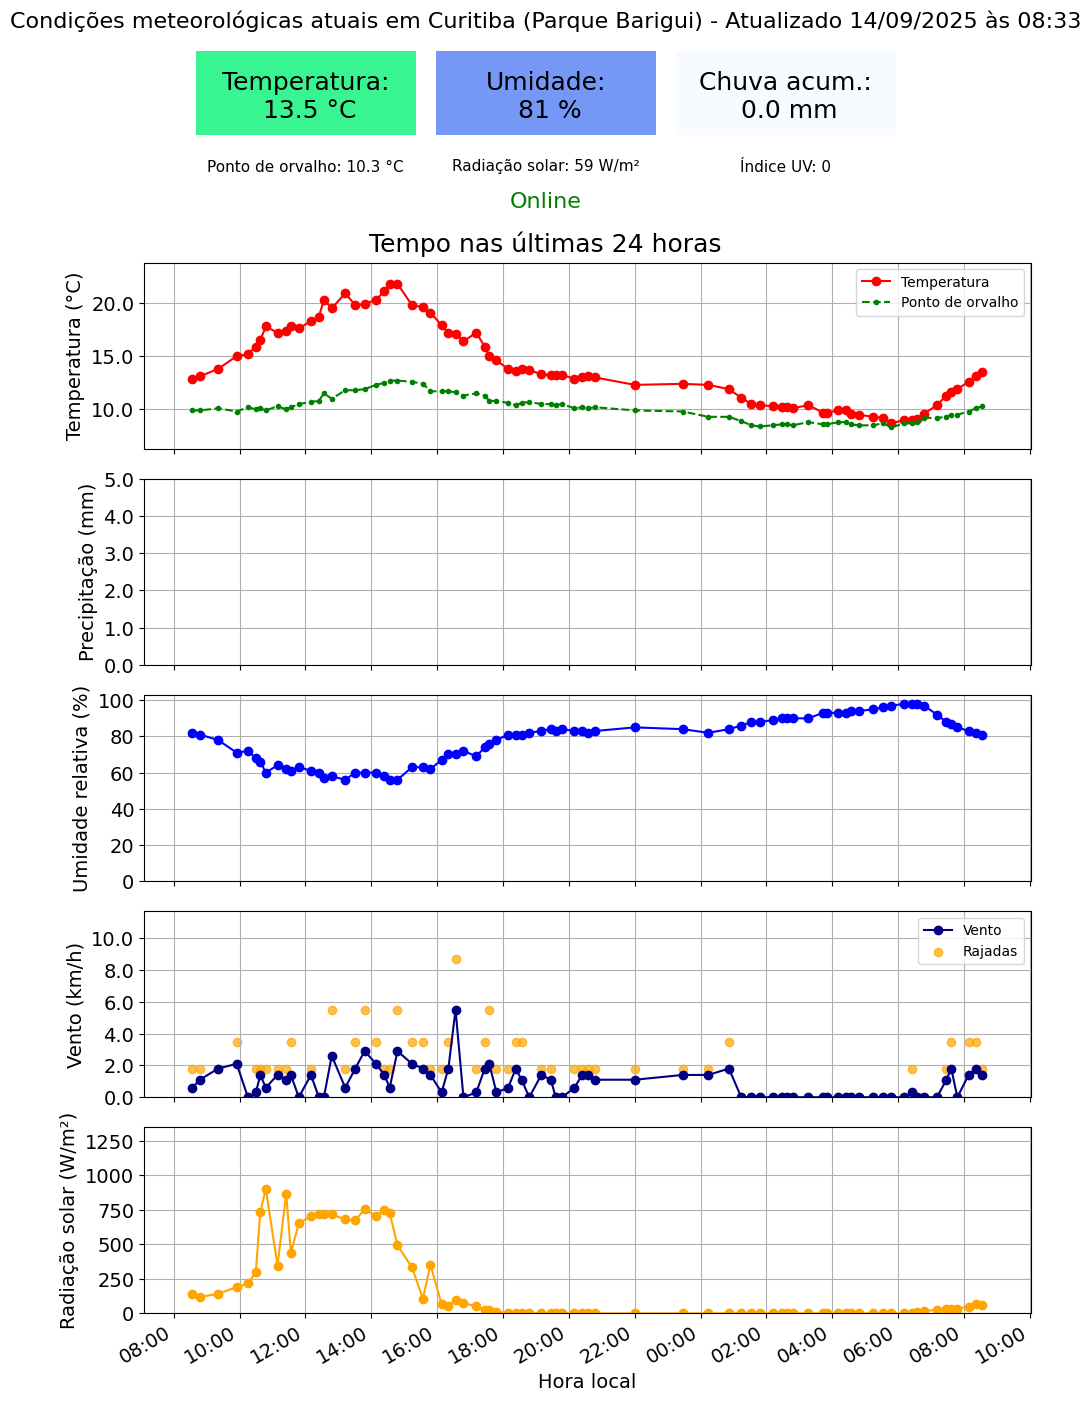 Condições meteorológicas atuais em Curitiba (Parque Barigui) - Atualizado 14/09/2025 às 08:33
Temperatura:
13.5 °C
Umidade:
81 %
Chuva acum.:
0.0 mm
Ponto de orvalho: 10.3 °C
Radiação solar: 59 W/m²
Índice UV: 0
Online
Tempo nas últimas 24 horas
Temperatura (°C)
20.0
15.0
10.0
Temperatura
Ponto de orvalho
Precipitação (mm)
5.0
4.0
3.0
2.0
1.0
0.0
Umidade relativa (%)
100
80
60
40
20
0
Vento (km/h)
10.0
8.0
6.0
4.0
2.0
0.0
Vento
Rajadas
Radiação solar (W/m²)
1250
1000
750
500
250
0
08:00
10:00
12:00
14:00
16:00
18:00
20:00
22:00
00:00
02:00
04:00
06:00
08:00
10:00
Hora local